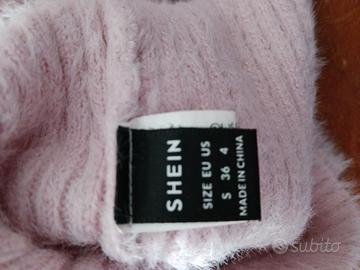 SHEIN
SIZE EU US
S 36 4
MADE IN CHINA
subito